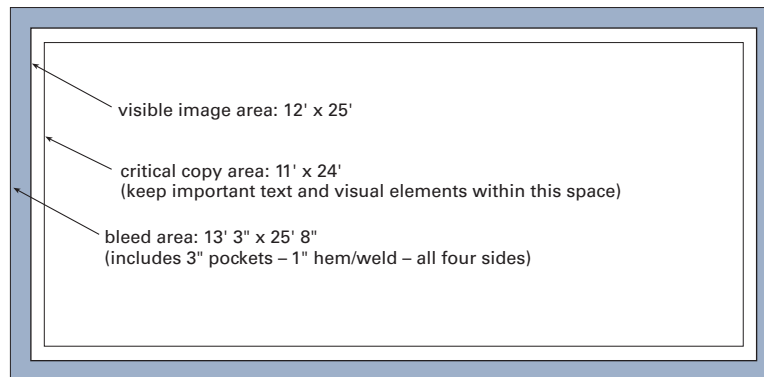 visible image area: 12' x 25'
critical copy area: 11' x 24'
(keep important text and visual elements within this space)
bleed area: 13' 3" x 25' 8"
(includes 3" pockets – 1" hem/weld – all four sides)